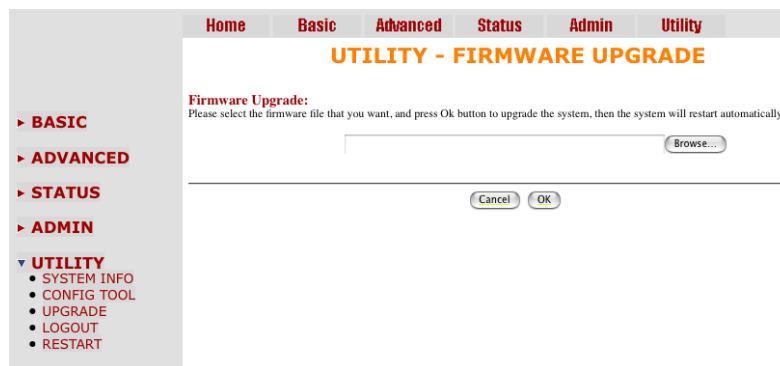 Home Basic Advanced Status Admin Utility
UTILITY - FIRMWARE UPGRADE
Firmware Upgrade:
Please select the firmware file that you want, and press Ok button to upgrade the system, then the system will restart automatically
Browse...
Cancel OK
BASIC
ADVANCED
STATUS
ADMIN
UTILITY
SYSTEM INFO
CONFIG TOOL
UPGRADE
LOGOUT
RESTART